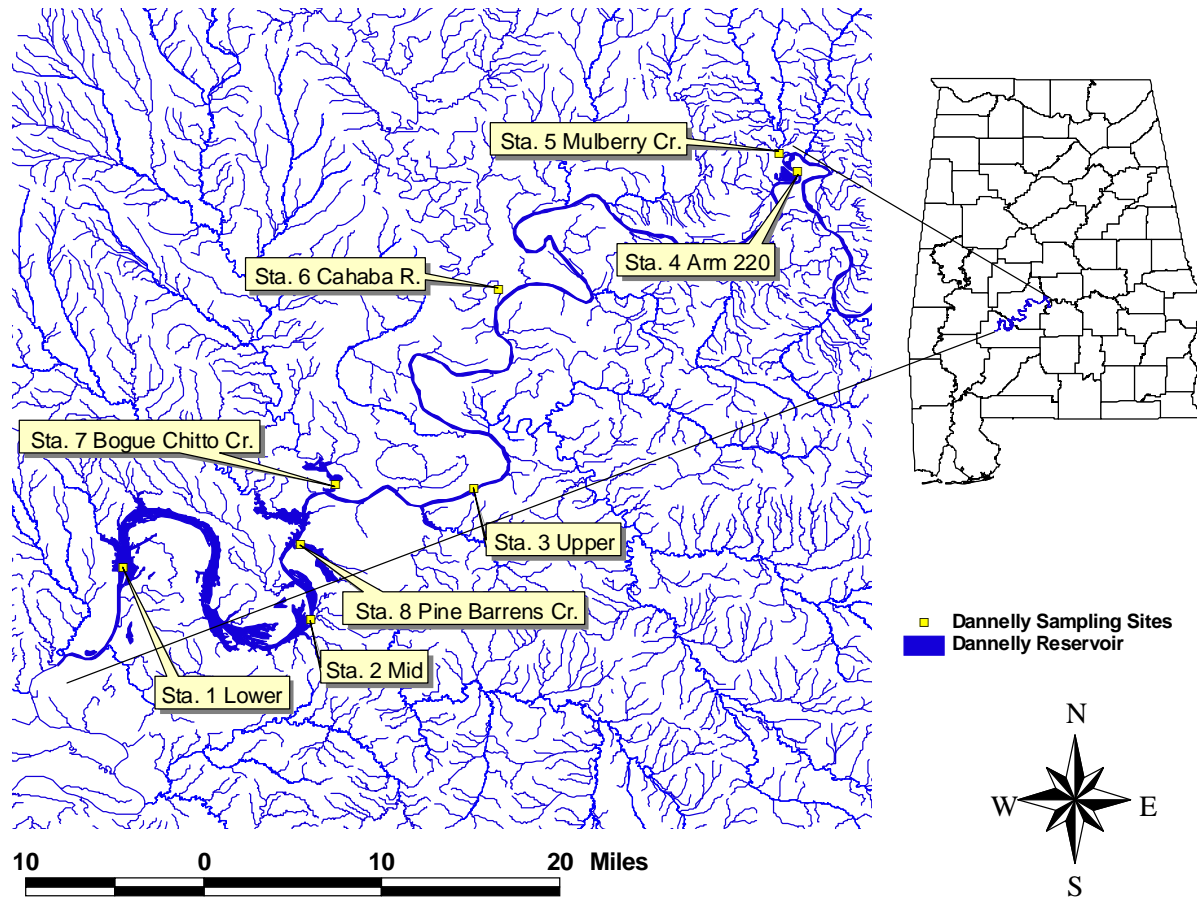 Sta. 5 Mulberry Cr.
Sta. 4 Arm 220
Sta. 6 Cahaba R.
Sta. 7 Bogue Chitto Cr.
Sta. 3 Upper
Sta. 8 Pine Barrens Cr.
Sta. 2 Mid
Sta. 1 Lower
Dannelly Sampling Sites
Dannelly Reservoir
N
W E
S
10 0 10 20 Miles